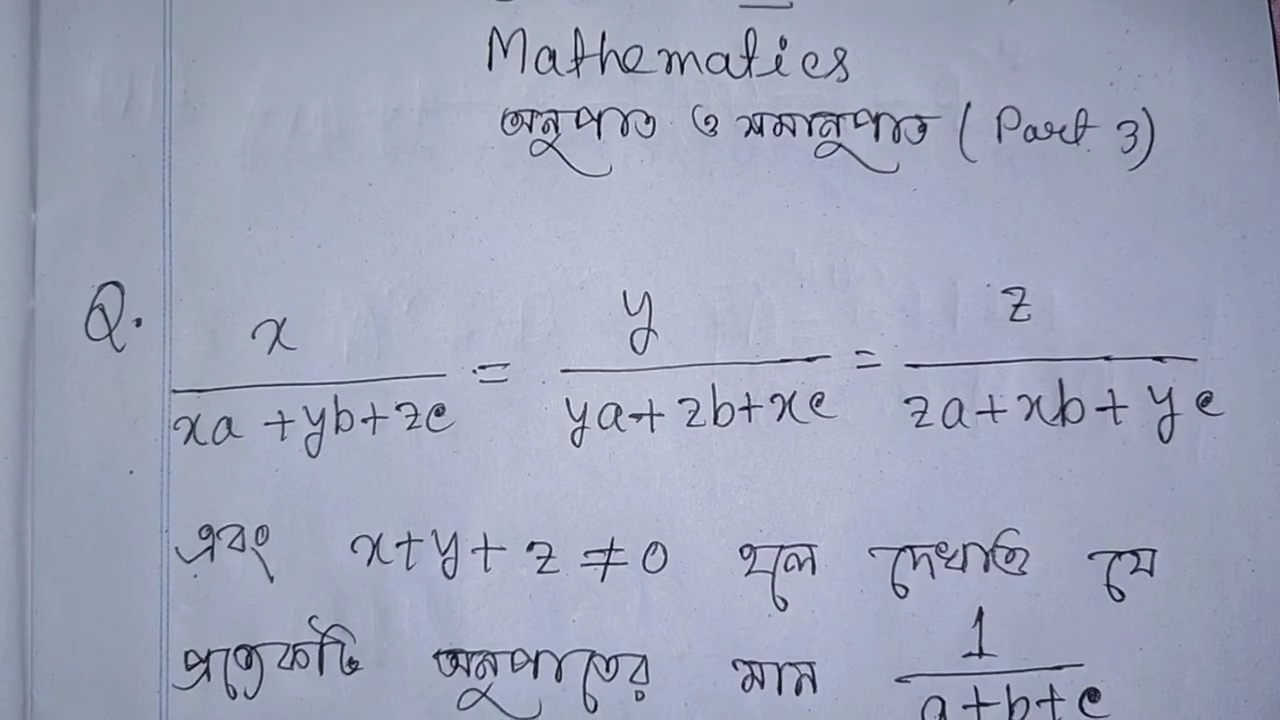 Mathematics
অনুপাত ও সমানুপাত (Part 3)
Q. x/(xa+yb+zc) = y/(ya+zb+xc) = z/(za+xb+yc)
এবং x+y+z≠0 হলে দেখাও যে
প্রত্যেকটি অনুপাতের মান 1/(a+b+c)